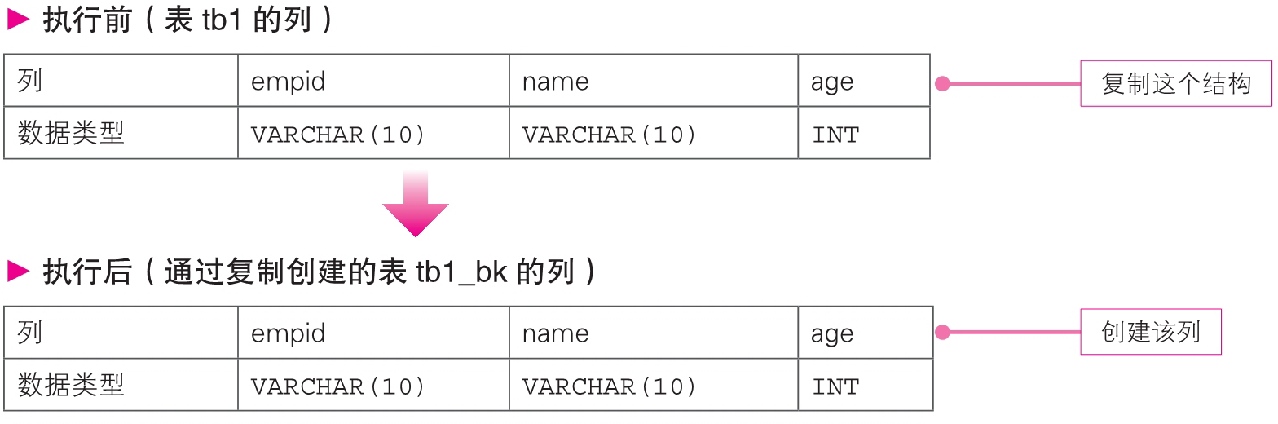 ▶ 执行前（表 tb1 的列）
列 empid name age
复制这个结构
数据类型 VARCHAR(10) VARCHAR(10) INT
▶ 执行后（通过复制创建的表 tb1_bk 的列）
列 empid name age
创建该列
数据类型 VARCHAR(10) VARCHAR(10) INT